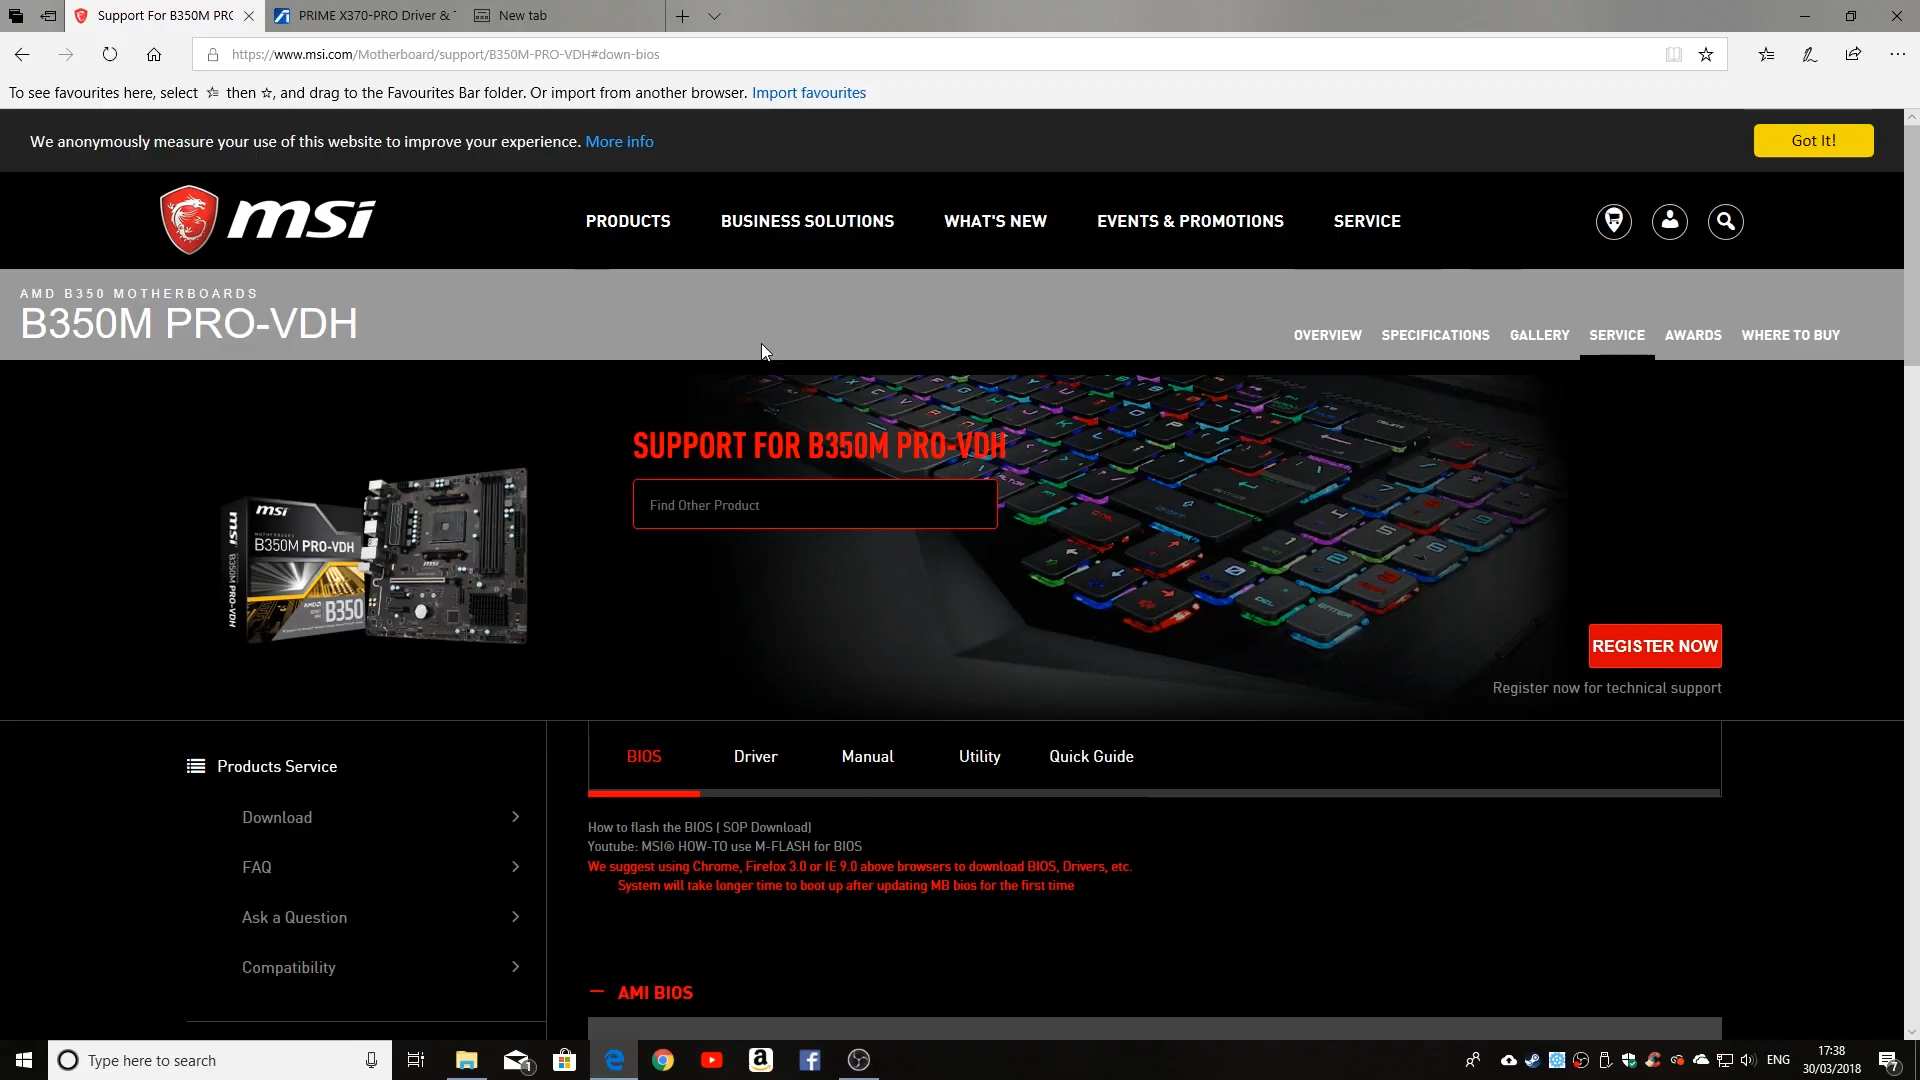 Support For B350M PRO
PRIME X370-PRO Driver &
New tab
https://www.msi.com/Motherboard/support/B350M-PRO-VDH#down-bios
To see favourites here, select then ☆, and drag to the Favourites Bar folder. Or import from another browser. Import favourites
We anonymously measure your use of this website to improve your experience. More info
Got It!
msi
PRODUCTS
BUSINESS SOLUTIONS
WHAT'S NEW
EVENTS & PROMOTIONS
SERVICE
AMD B350 MOTHERBOARDS
B350M PRO-VDH
OVERVIEW
SPECIFICATIONS
GALLERY
SERVICE
AWARDS
WHERE TO BUY
SUPPORT FOR B350M PRO-VDH
Find Other Product
msi
B350M PRO-VDH
B350
msi B350M PRO-VDH
REGISTER NOW
Register now for technical support
Products Service
Download
FAQ
Ask a Question
Compatibility
BIOS
Driver
Manual
Utility
Quick Guide
How to flash the BIOS ( SOP Download)
Youtube: MSI® HOW-TO use M-FLASH for BIOS
We suggest using Chrome, Firefox 3.0 or IE 9.0 above browsers to download BIOS, Drivers, etc.
System will take longer time to boot up after updating MB bios for the first time
AMI BIOS
Type here to search
1
ENG
17:38
30/03/2018
7